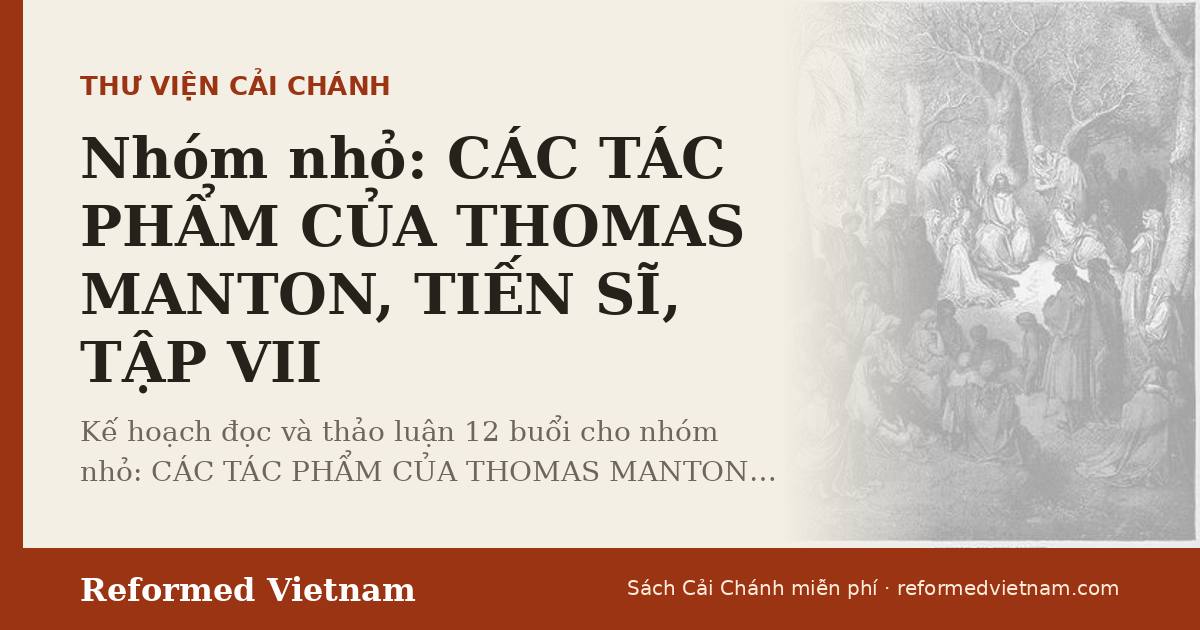 THƯ VIỆN CẢI CHÁNH
Nhóm nhỏ: CÁC TÁC
PHẨM CỦA THOMAS
MANTON, TIẾN SĨ,
TẬP VII
Kế hoạch đọc và thảo luận 12 buổi cho nhóm
nhỏ: CÁC TÁC PHẨM CỦA THOMAS MANTON…
Reformed Vietnam
Sách Cải Chánh miễn phí · reformedvietnam.com